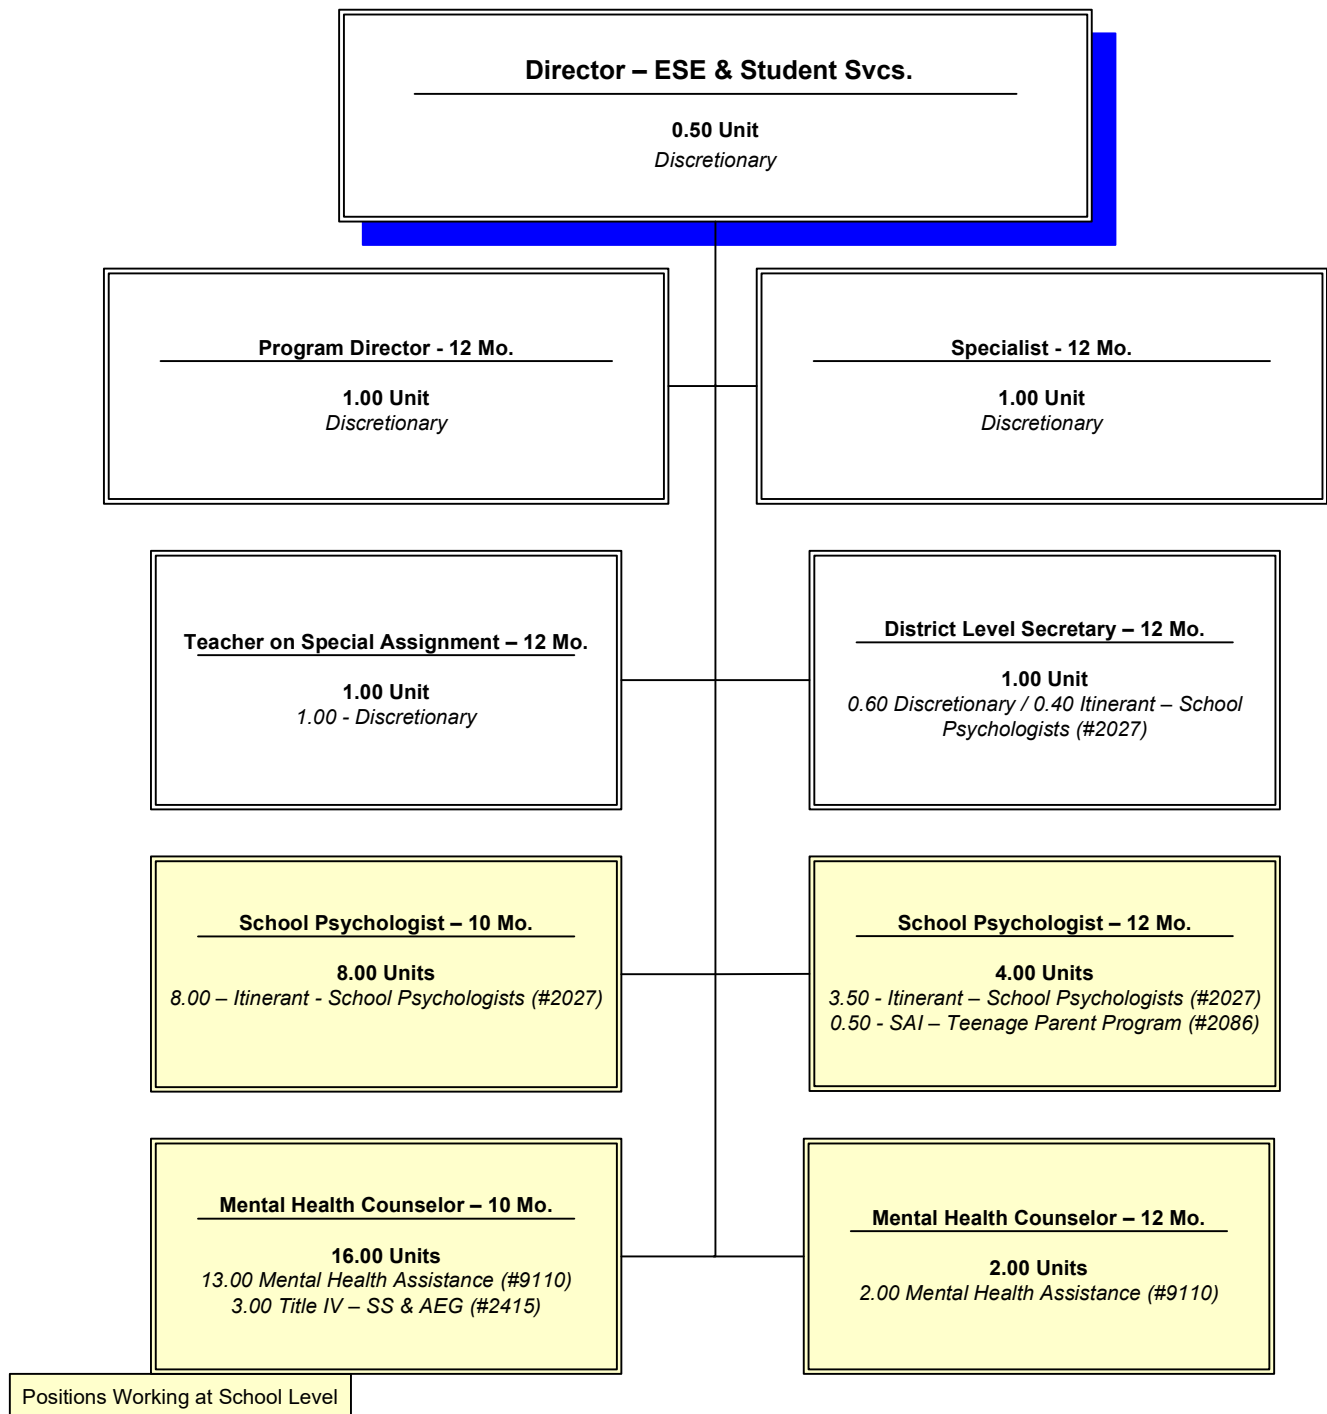 Director – ESE & Student Svcs.
0.50 Unit
Discretionary
Program Director - 12 Mo.
1.00 Unit
Discretionary
Specialist - 12 Mo.
1.00 Unit
Discretionary
Teacher on Special Assignment – 12 Mo.
1.00 Unit
1.00 - Discretionary
District Level Secretary – 12 Mo.
1.00 Unit
0.60 Discretionary / 0.40 Itinerant – School
Psychologists (#2027)
School Psychologist – 10 Mo.
8.00 Units
8.00 – Itinerant - School Psychologists (#2027)
School Psychologist – 12 Mo.
4.00 Units
3.50 - Itinerant – School Psychologists (#2027)
0.50 - SAI – Teenage Parent Program (#2086)
Mental Health Counselor – 10 Mo.
16.00 Units
13.00 Mental Health Assistance (#9110)
3.00 Title IV – SS & AEG (#2415)
Mental Health Counselor – 12 Mo.
2.00 Units
2.00 Mental Health Assistance (#9110)
Positions Working at School Level